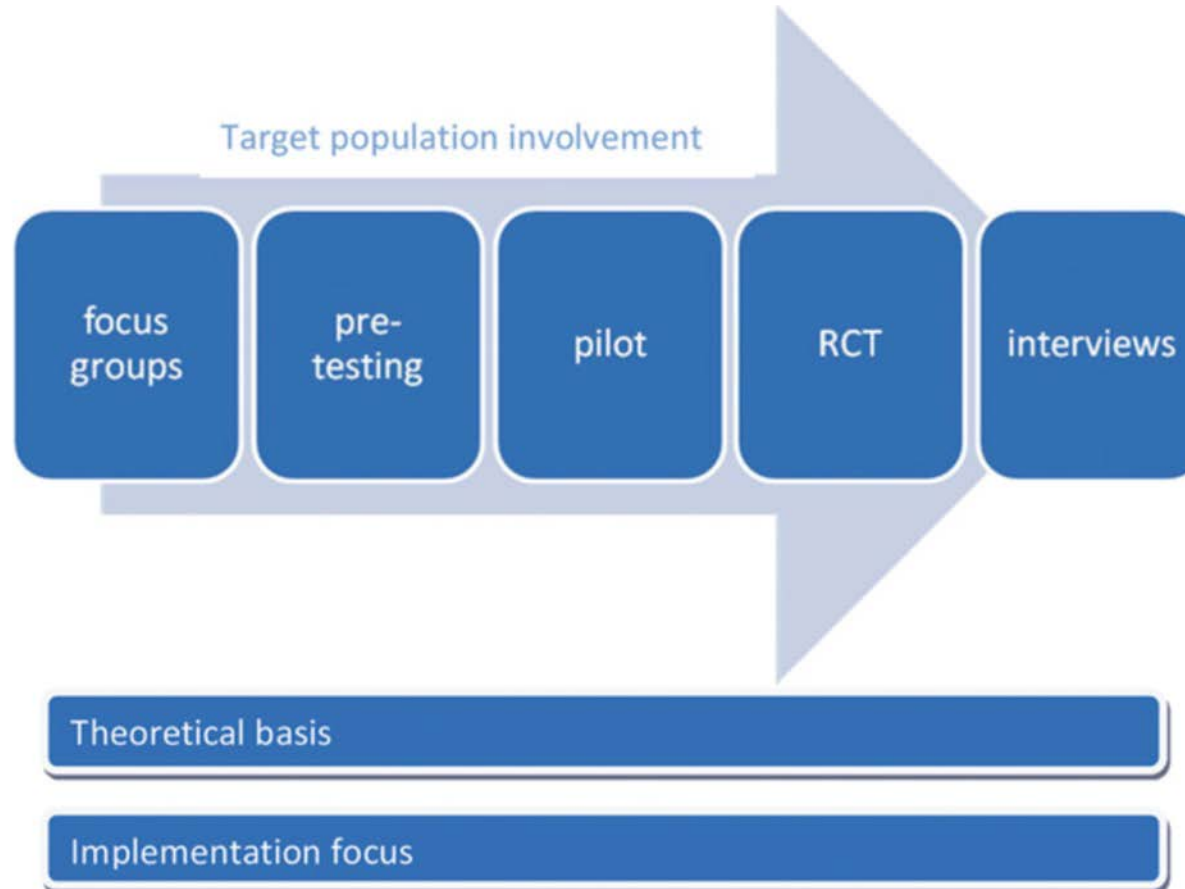 Target population involvement
focus
groups
pre-
testing
pilot
RCT
interviews
Theoretical basis
Implementation focus